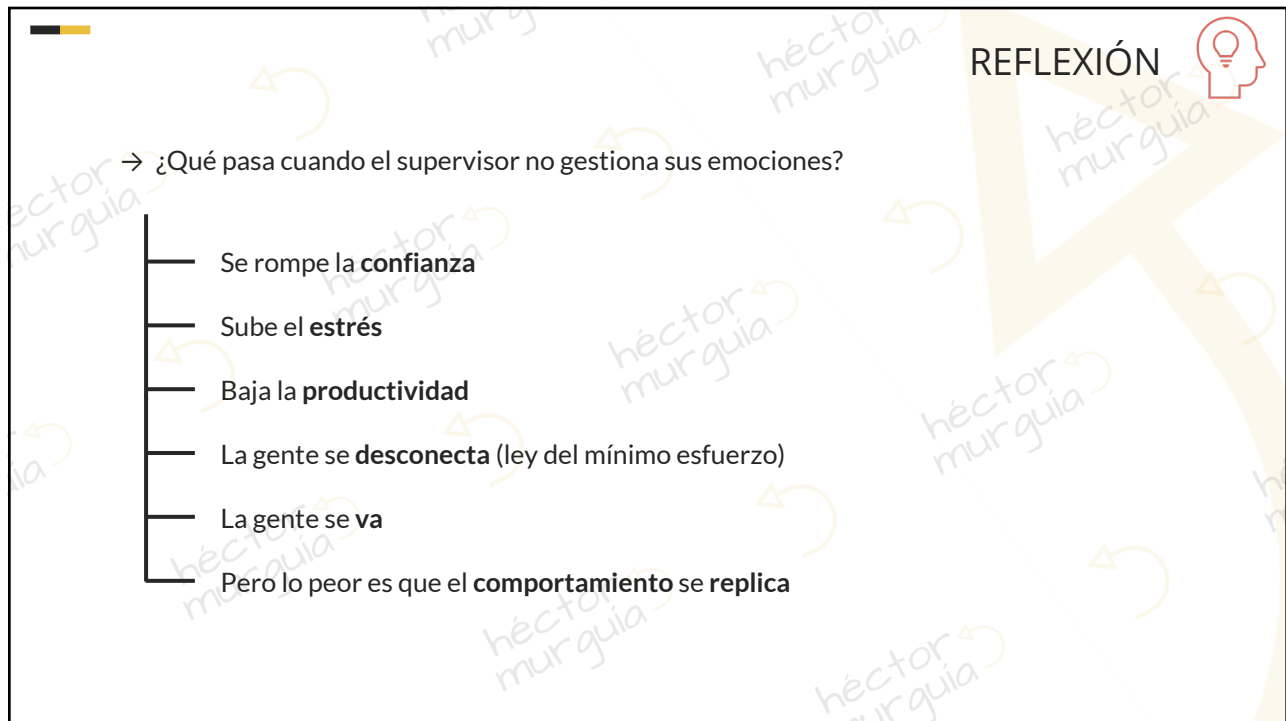 REFLEXIÓN
→ ¿Qué pasa cuando el supervisor no gestiona sus emociones?
Se rompe la confianza
Sube el estrés
Baja la productividad
La gente se desconecta (ley del mínimo esfuerzo)
La gente se va
Pero lo peor es que el comportamiento se replica
héctor
murguía